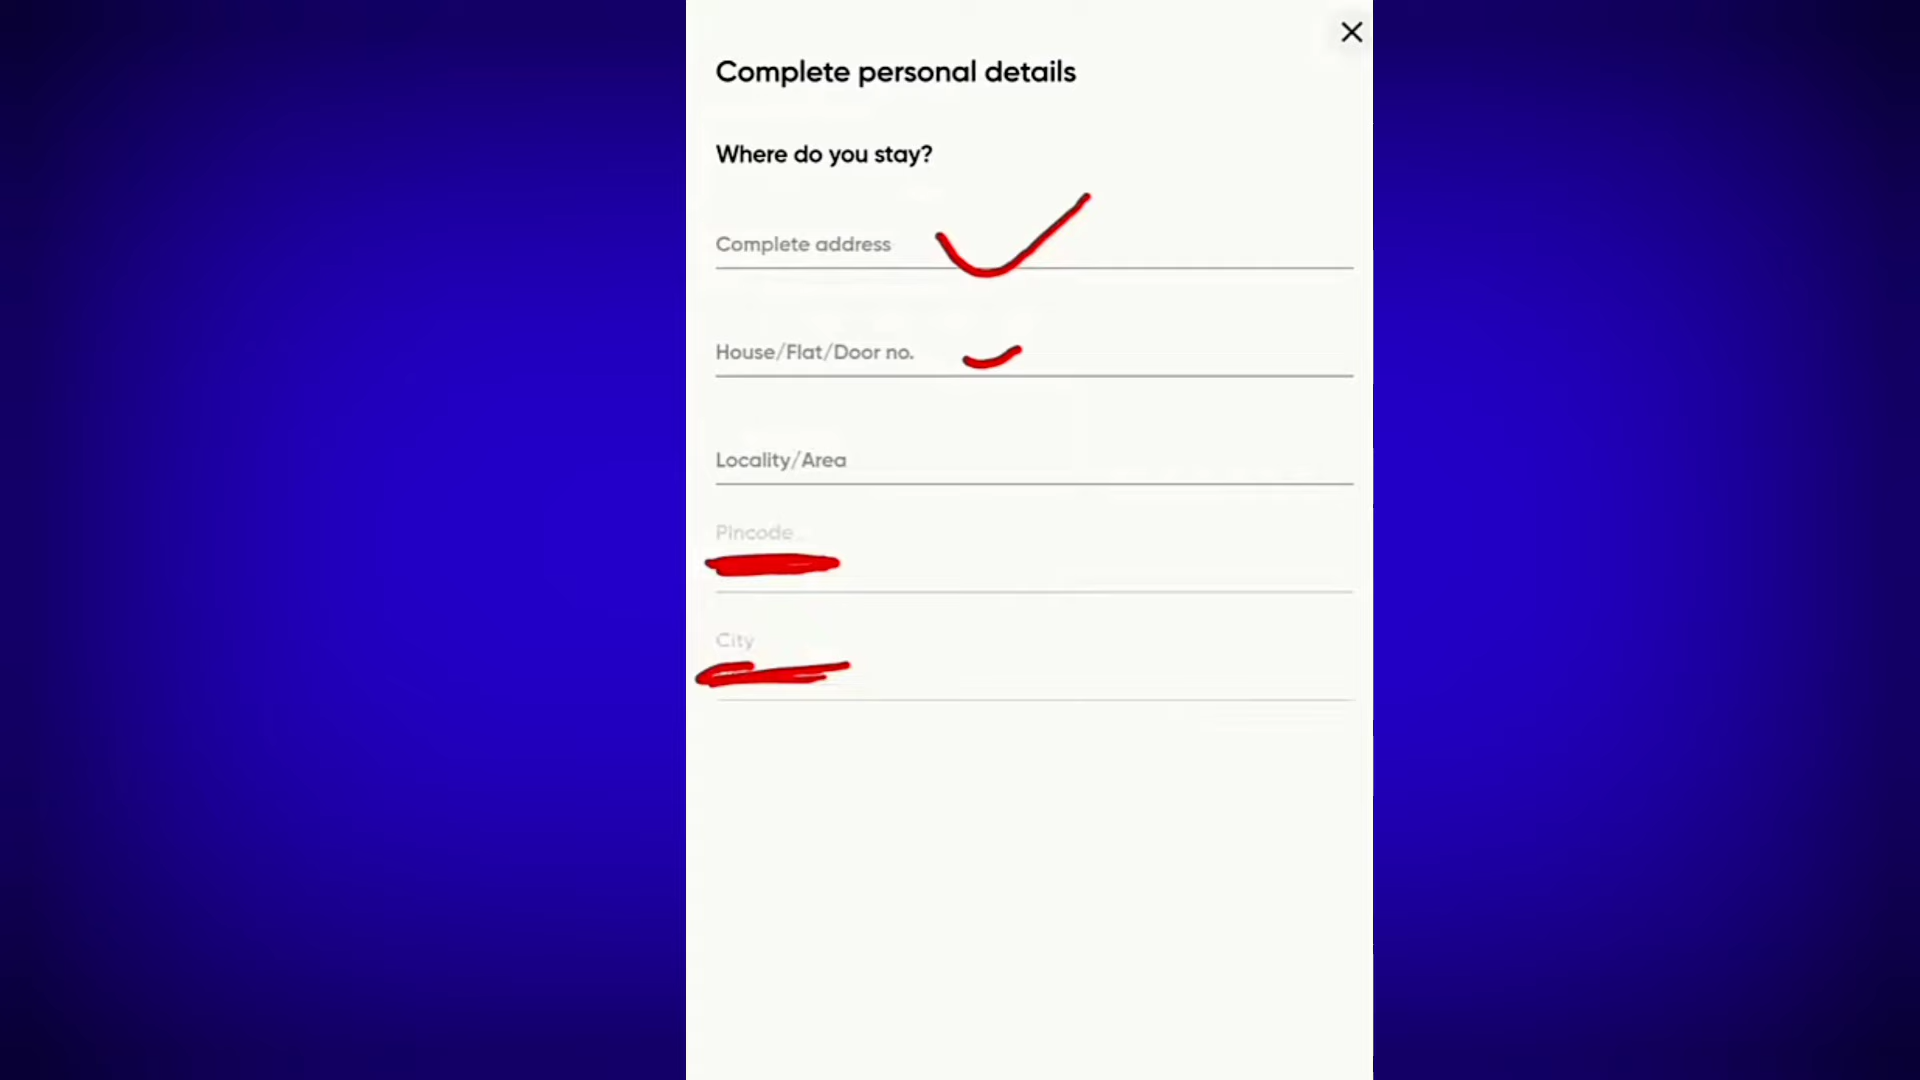 Complete personal details
Where do you stay?
Complete address
House/Flat/Door no.
Locality/Area
Pincode
City